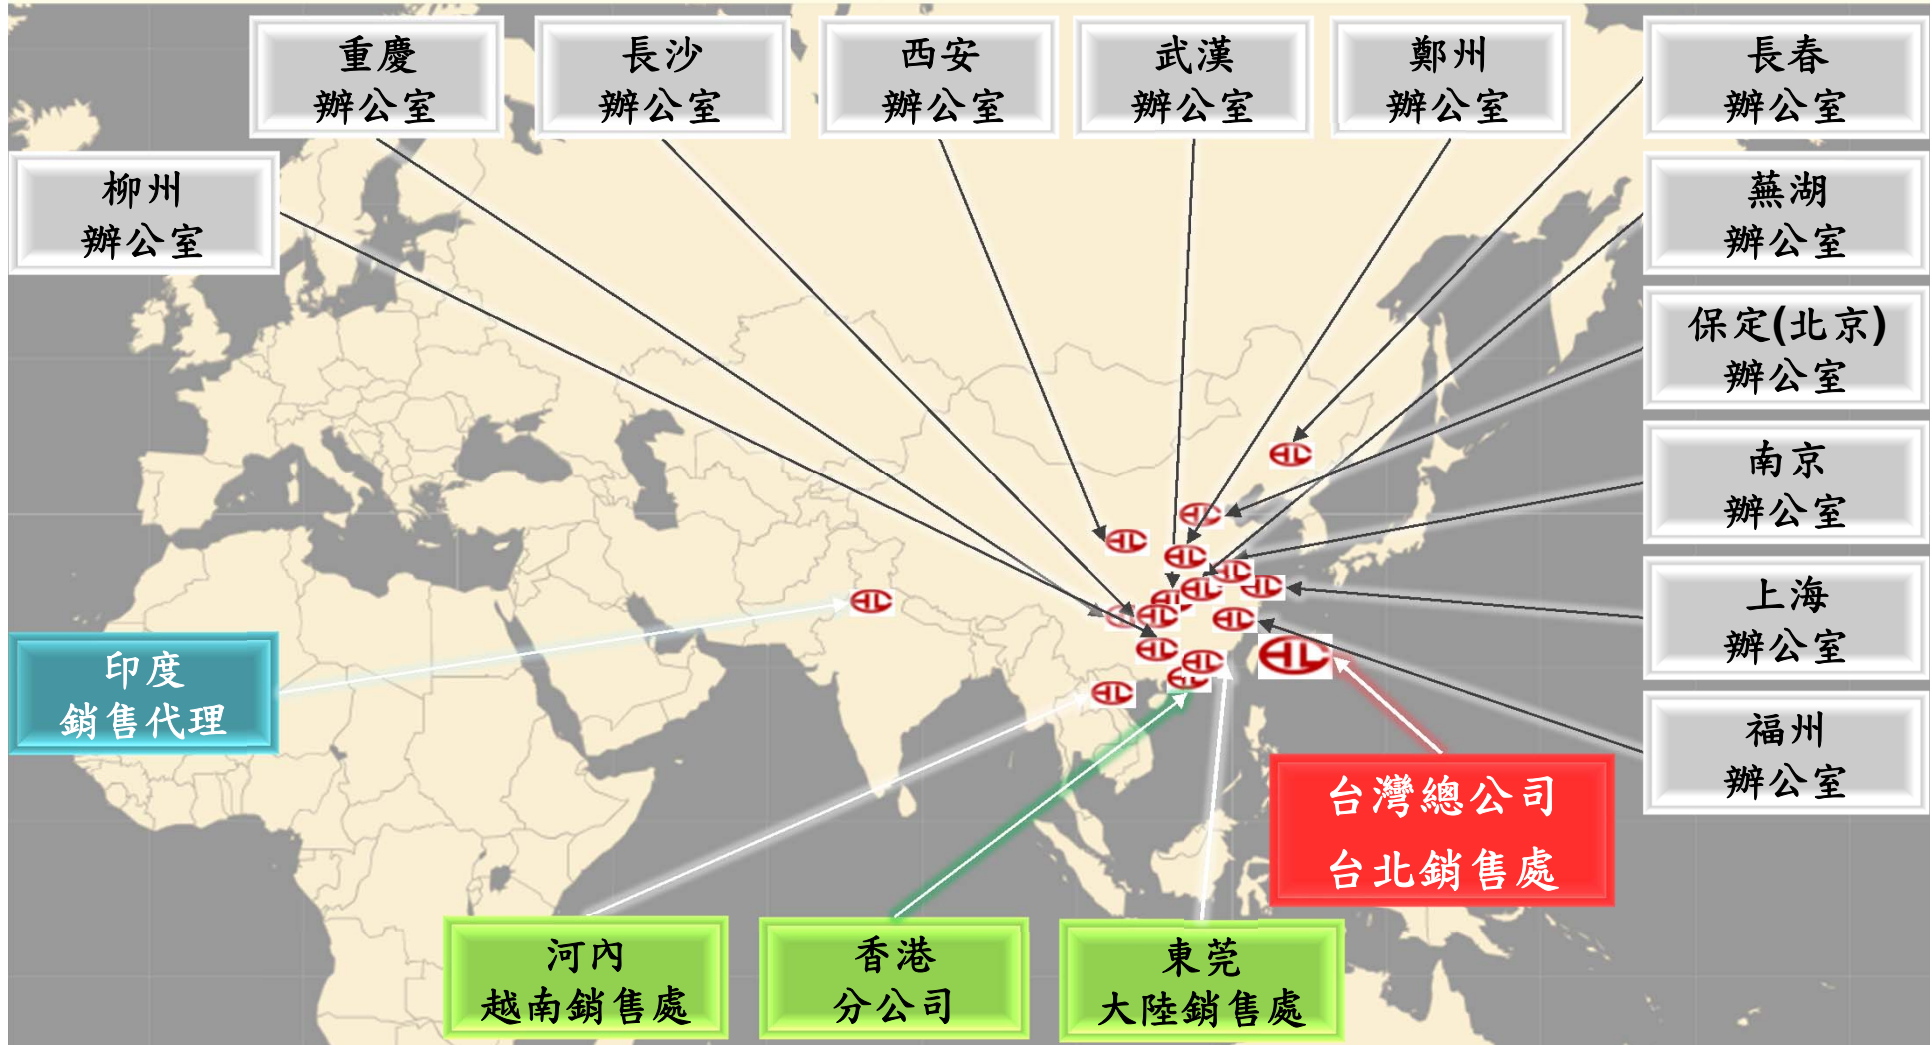 重慶
辦公室
長沙
辦公室
西安
辦公室
武漢
辦公室
鄭州
辦公室
長春
辦公室
柳州
辦公室
蕪湖
辦公室
保定(北京)
辦公室
南京
辦公室
上海
辦公室
福州
辦公室
印度
銷售代理
台灣總公司
台北銷售處
河內
越南銷售處
香港
分公司
東莞
大陸銷售處